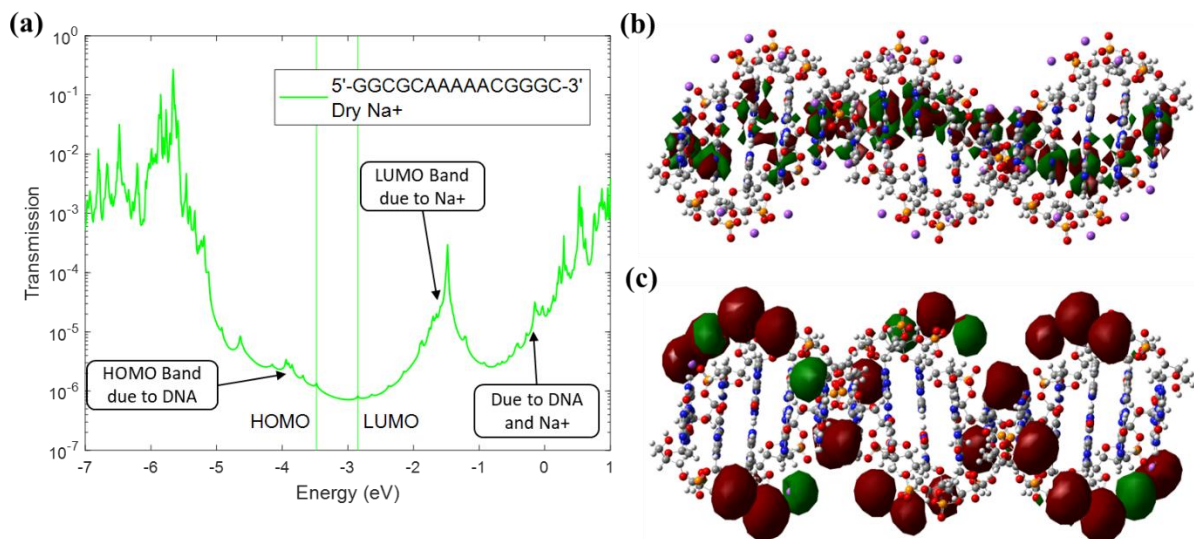 (a)
10^0
10^-1
10^-2
10^-3
10^-4
10^-5
10^-6
10^-7
Transmission
5'-GGCGCAAAAACGGGC-3'
Dry Na+
LUMO Band
due to Na+
HOMO Band
due to DNA
HOMO
LUMO
Due to DNA
and Na+
-7 -6 -5 -4 -3 -2 -1 0 1
Energy (eV)
(b)
(c)